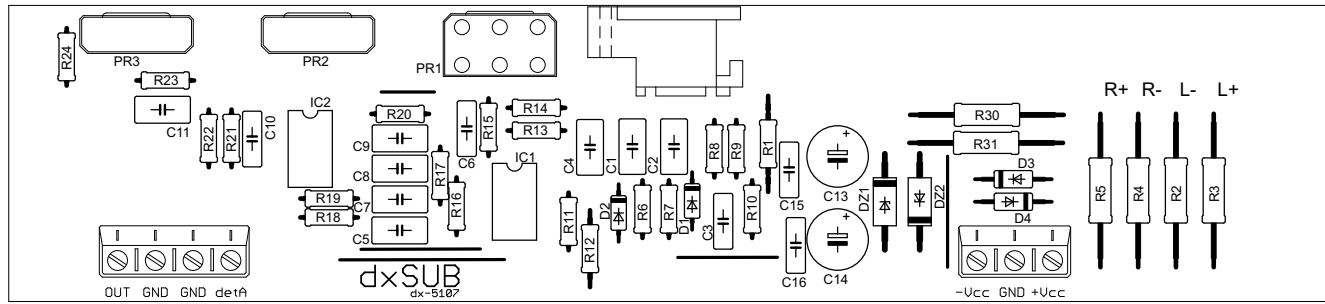 R24
PR3
PR2
PR1
R23
C11
R22
R21
C10
IC2
R20
C9
C8
C7
C5
R19
R18
R17
R16
C6
R15
R14
R13
IC1
C4
C1
C2
R8
R9
R1
R11
R12
D2
R6
R7
D1
C3
R10
C15
C16
+
C13
+
C14
DZ1
DZ2
R30
R31
D3
D4
R+ R- L- L+
R5
R4
R2
R3
OUT GND GND detA
dxSUB
dx-5107
-Vcc GND +Vcc